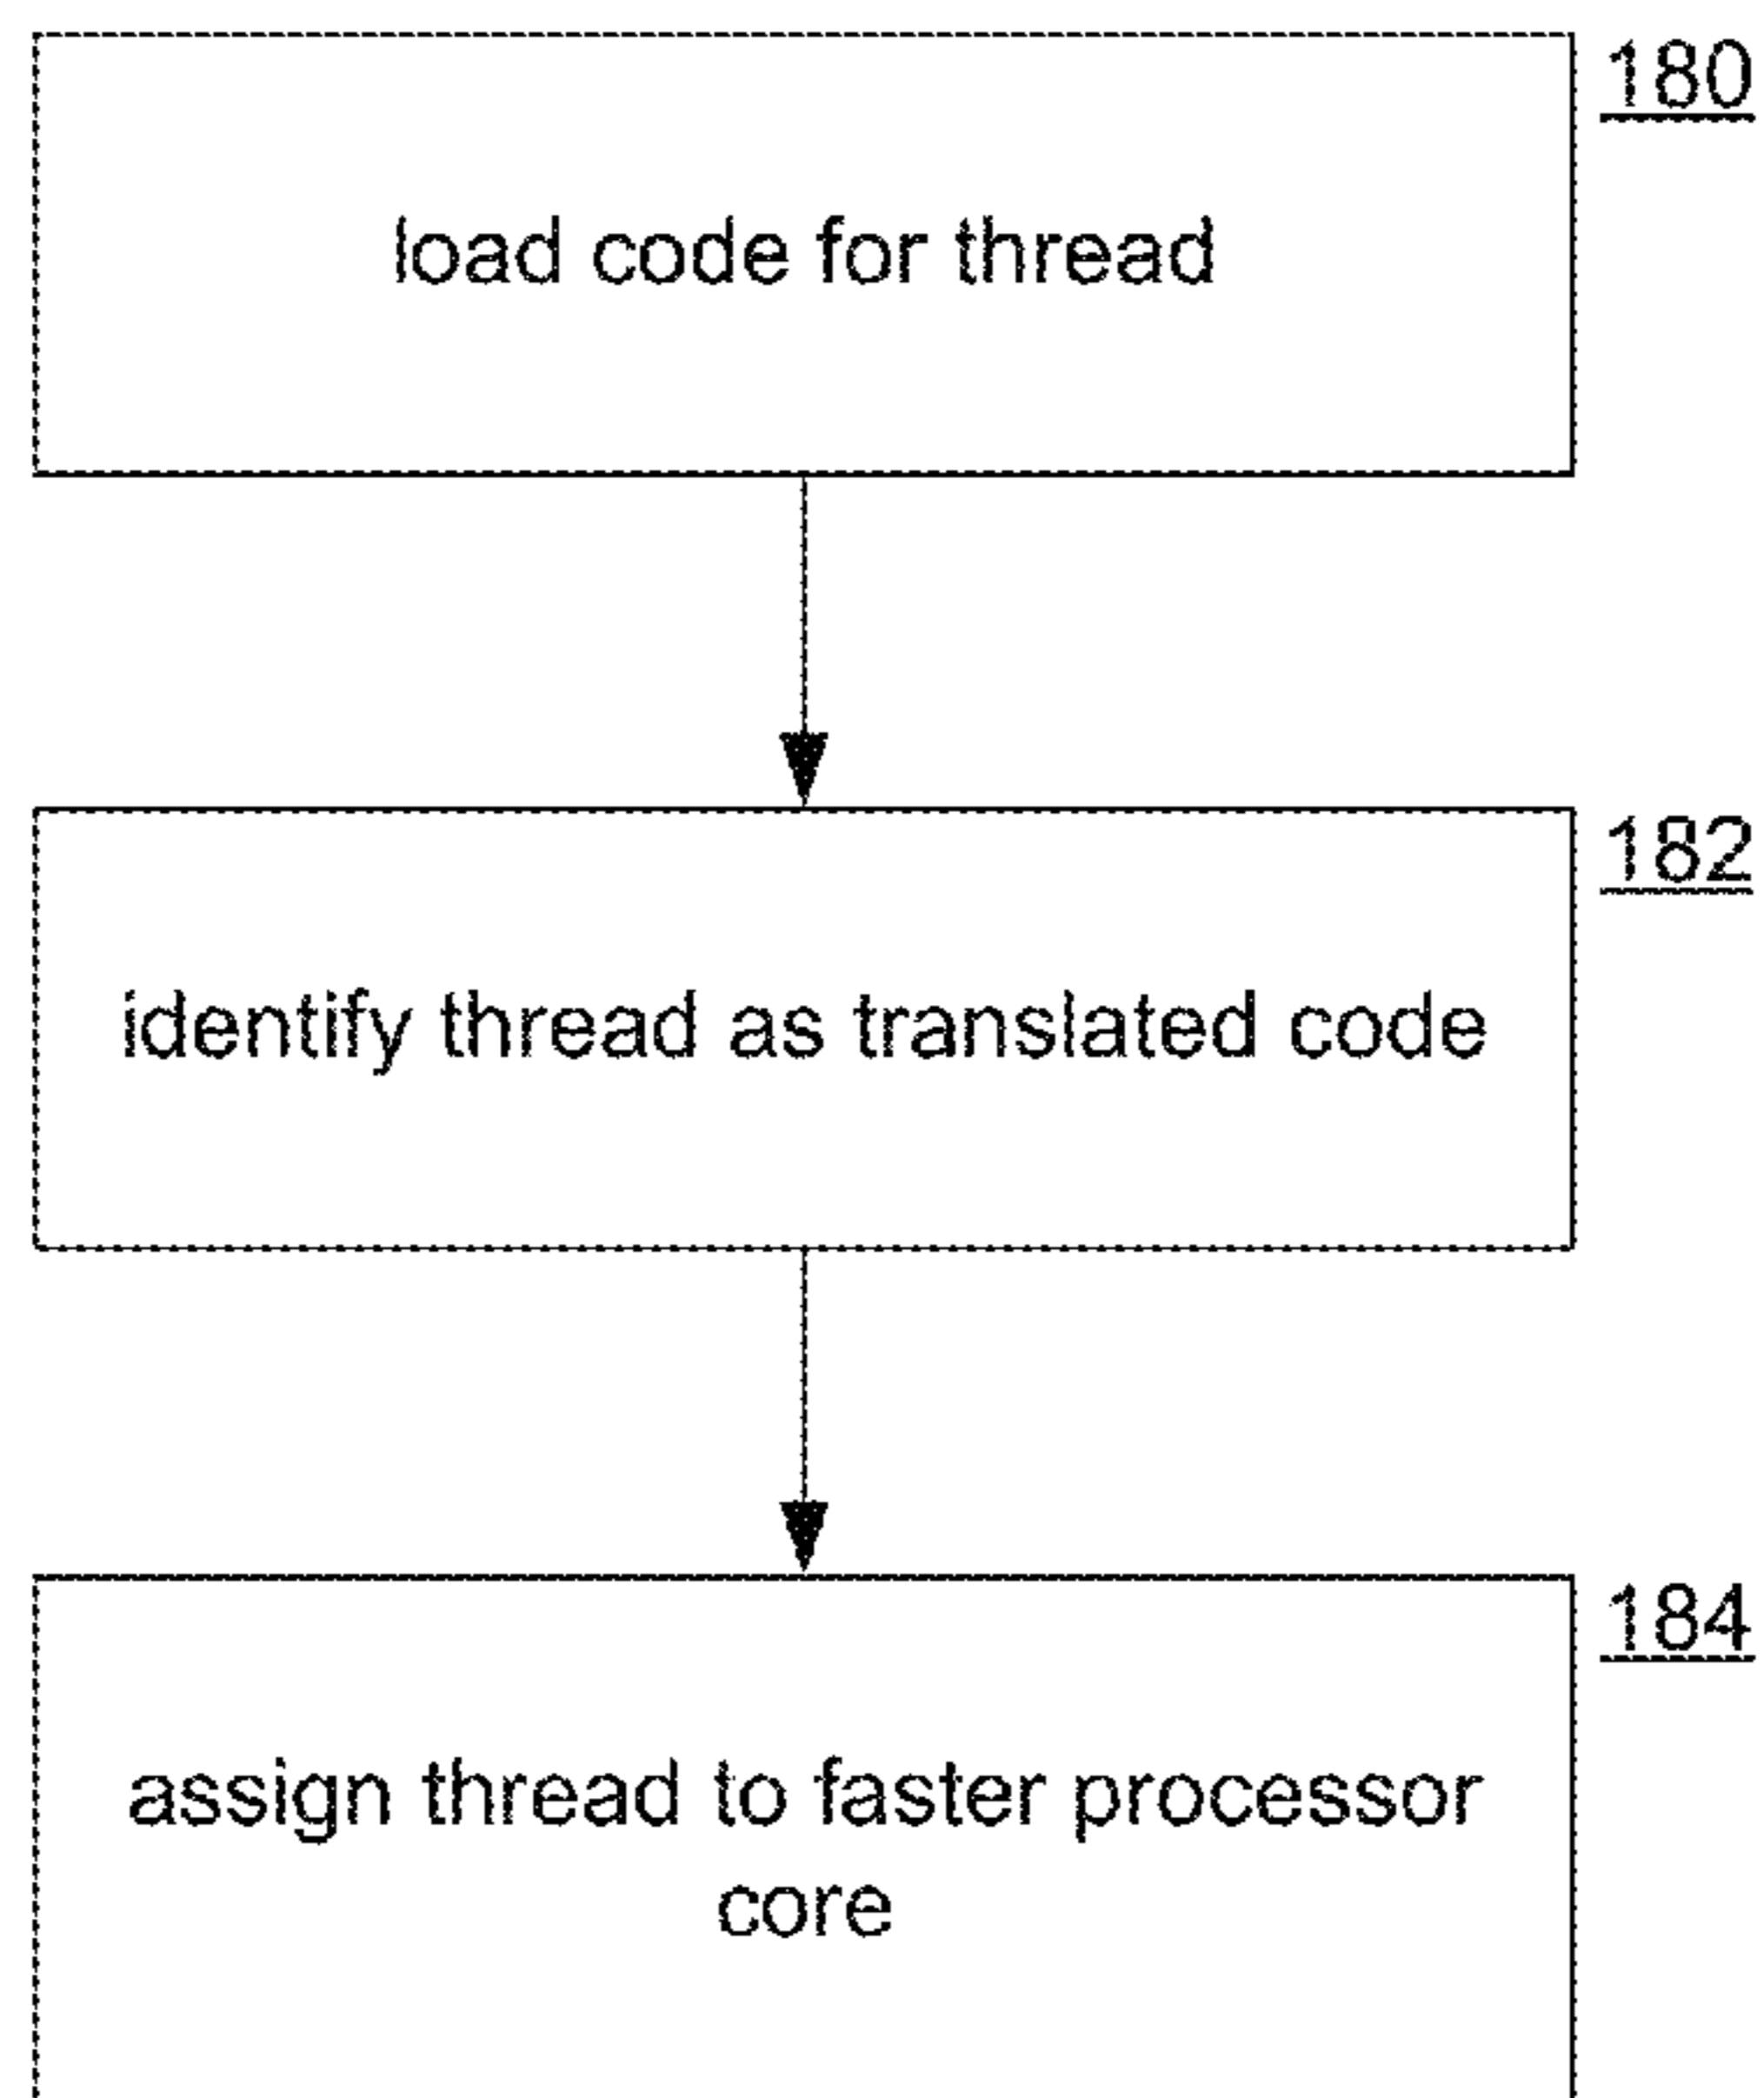 180
load code for thread
182
identify thread as translated code
184
assign thread to faster processor
core